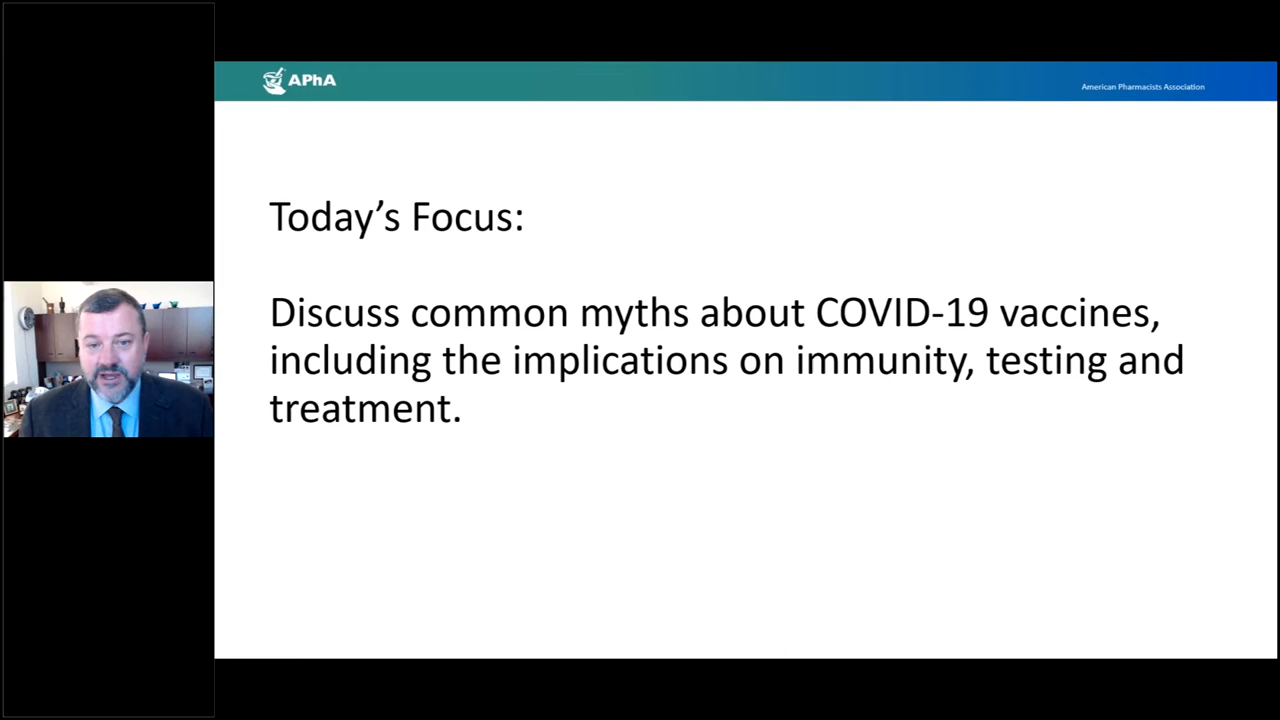 APhA
American Pharmacists Association
Today’s Focus:
Discuss common myths about COVID-19 vaccines,
including the implications on immunity, testing and
treatment.